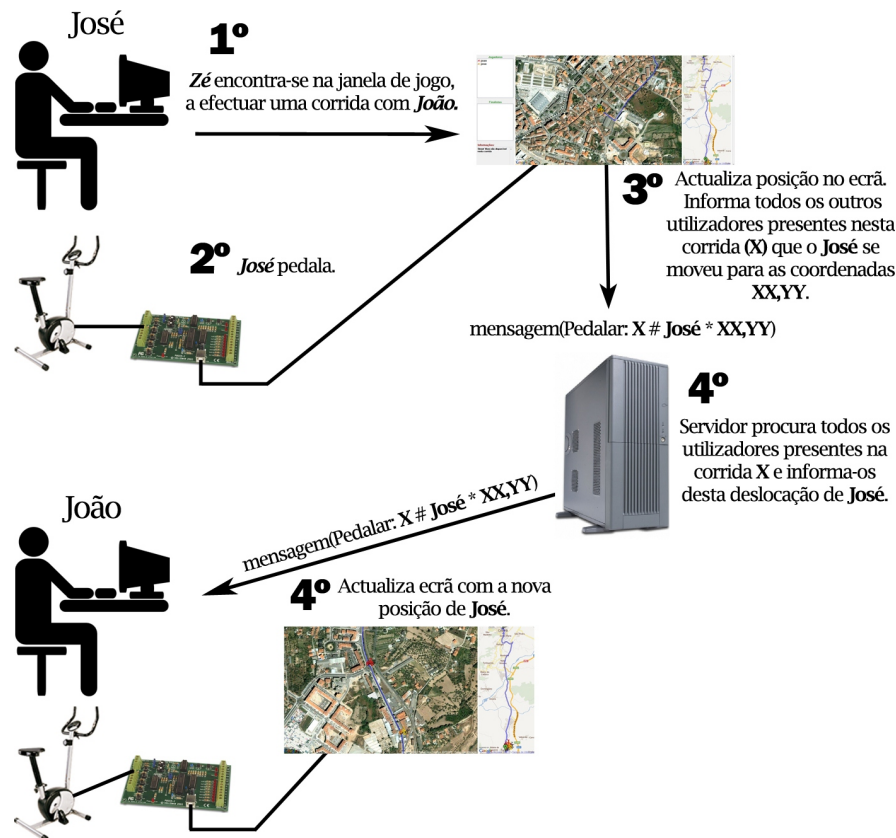 José
1º
Zé encontra-se na janela de jogo,
a efectuar uma corrida com João.
2º
José pedala.
3º
Actualiza posição no ecrã.
Informa todos os outros
utilizadores presentes nesta
corrida (X) que o José se
moveu para as coordenadas
XX,YY.
mensagem(Pedalar: X # José * XX,YY)
4º
Servidor procura todos os
utilizadores presentes na
corrida X e informa-os
desta deslocação de José.
mensagem(Pedalar: X # José * XX,YY)
João
4º
Actualiza ecrã com a nova
posição de José.